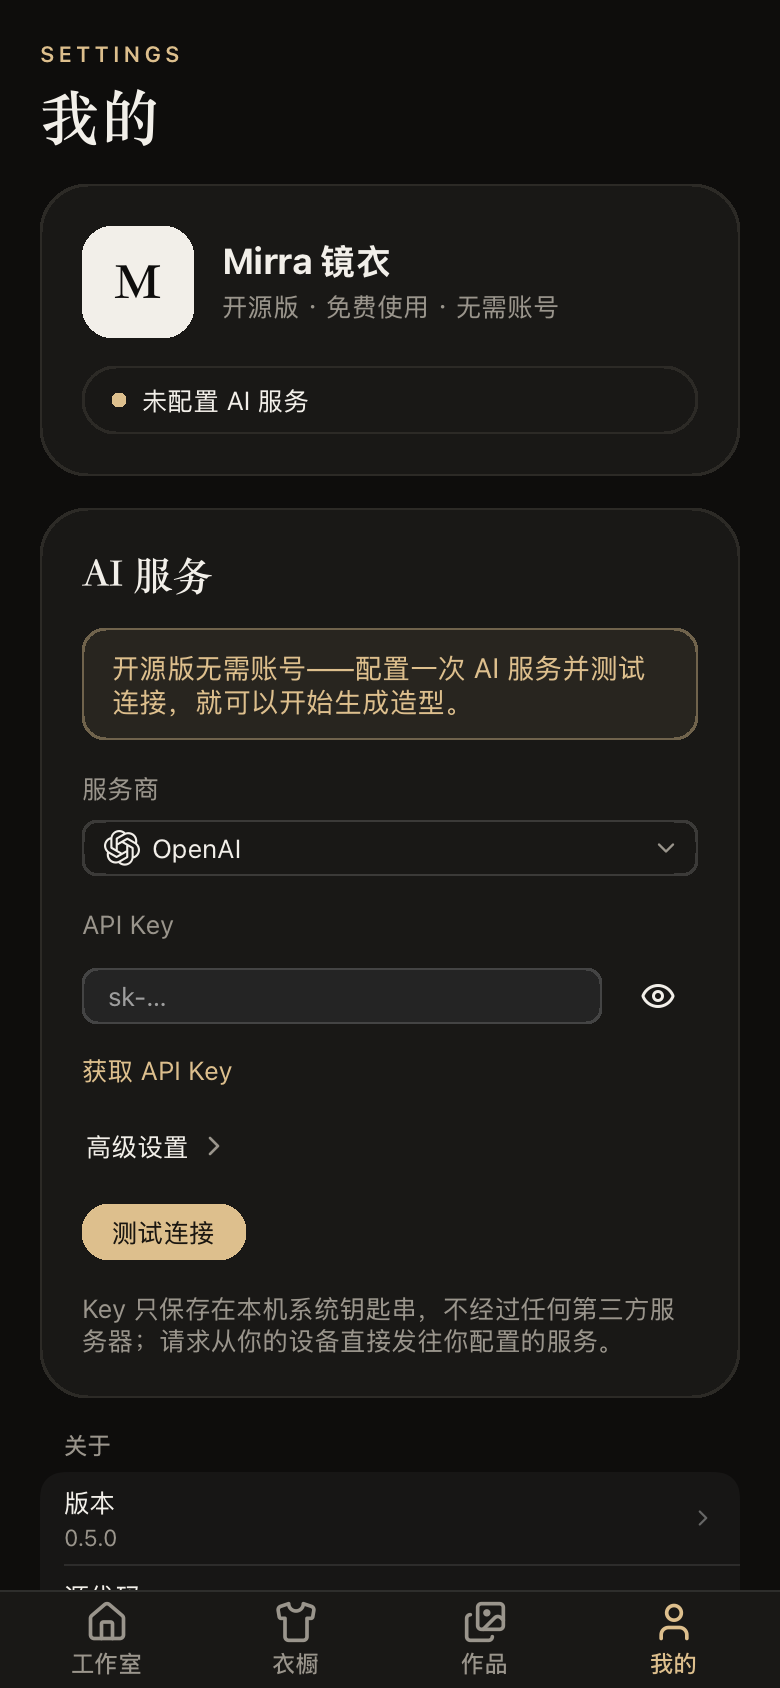 SETTINGS
我的
M
Mirra 镜衣
开源版 · 免费使用 · 无需账号
未配置 AI 服务
AI 服务
开源版无需账号——配置一次 AI 服务并测试
连接，就可以开始生成造型。
服务商
OpenAI
API Key
sk-...
获取 API Key
高级设置
测试连接
Key 只保存在本机系统钥匙串，不经过任何第三方服
务器；请求从你的设备直接发往你配置的服务。
关于
版本
0.5.0
工作室
衣橱
作品
我的